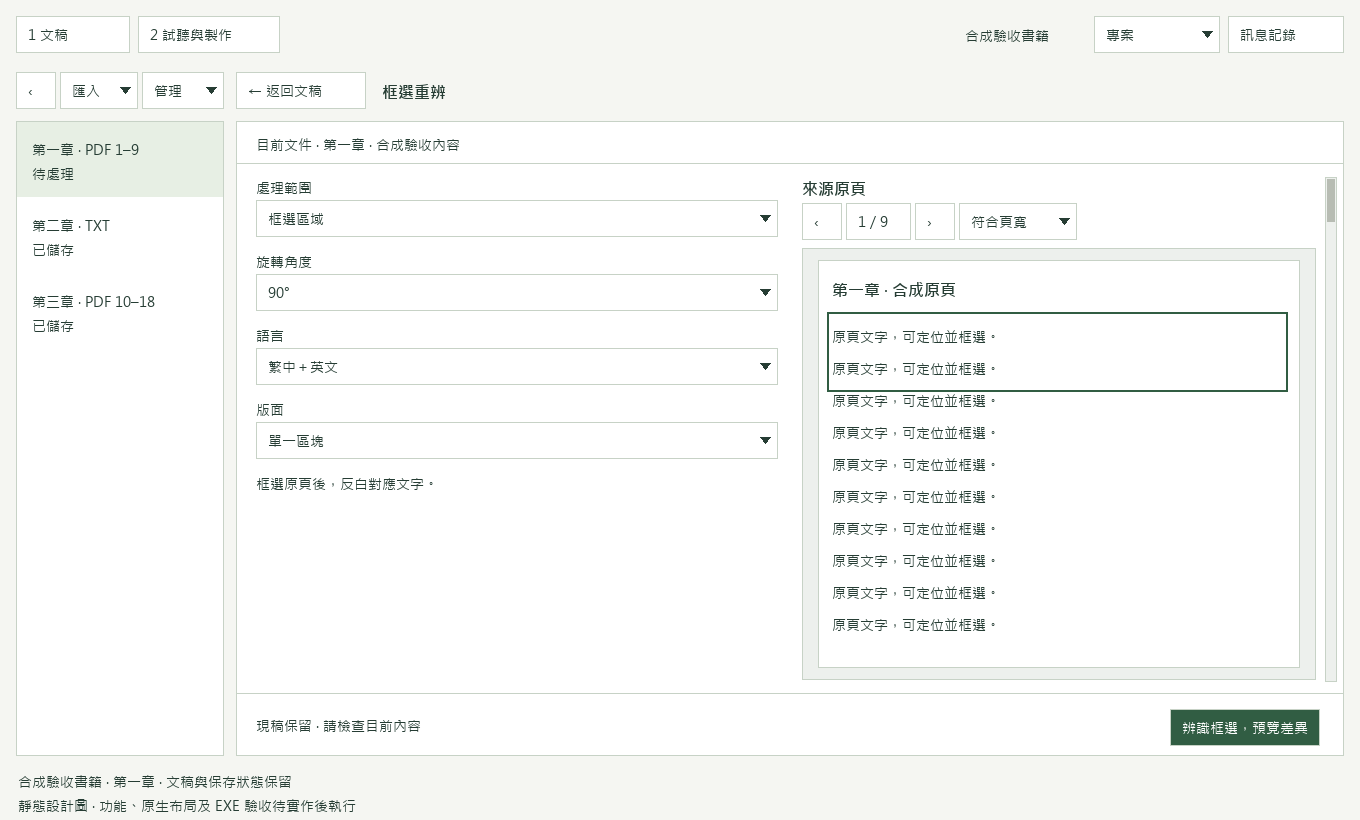 1 文稿
2 試聽與製作
合成驗收書籍
專案
訊息記錄
‹
匯入
管理
← 返回文稿
框選重辨
第一章 · PDF 1–9
待處理
第二章 · TXT
已儲存
第三章 · PDF 10–18
已儲存
目前文件 · 第一章 · 合成驗收內容
處理範圍
框選區域
旋轉角度
90°
語言
繁中 + 英文
版面
單一區塊
框選原頁後，反白對應文字。
來源原頁
‹
1 / 9
›
符合頁寬
第一章 · 合成原頁
原頁文字，可定位並框選。
原頁文字，可定位並框選。
原頁文字，可定位並框選。
原頁文字，可定位並框選。
原頁文字，可定位並框選。
原頁文字，可定位並框選。
原頁文字，可定位並框選。
原頁文字，可定位並框選。
原頁文字，可定位並框選。
原頁文字，可定位並框選。
現稿保留 · 請檢查目前內容
辨識框選，預覽差異
合成驗收書籍 · 第一章 · 文稿與保存狀態保留
靜態設計圖 · 功能、原生布局及 EXE 驗收待實作後執行